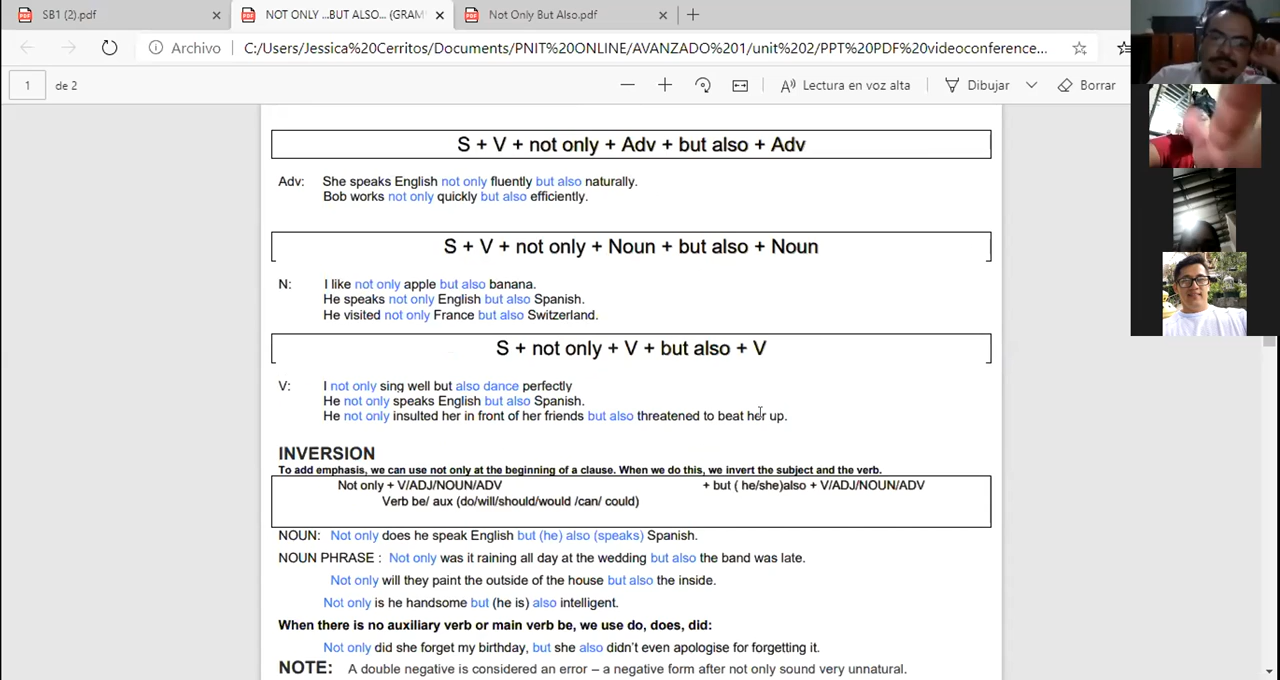 SB1 (2).pdf
NOT ONLY ...BUT ALSO... (GRAM
Not Only But Also.pdf
Archivo
C:/Users/Jessica%20Cerritos/Documents/PNIT%20ONLINE/AVANZADO%201/unit%202/PPT%20PDF%20videoconference...
1 de 2
Lectura en voz alta
Dibujar
Borrar
S + V + not only + Adv + but also + Adv
Adv: She speaks English not only fluently but also naturally.
Bob works not only quickly but also efficiently.
S + V + not only + Noun + but also + Noun
N: I like not only apple but also banana.
He speaks not only English but also Spanish.
He visited not only France but also Switzerland.
S + not only + V + but also + V
V: I not only sing well but also dance perfectly
He not only speaks English but also Spanish.
He not only insulted her in front of her friends but also threatened to beat her up.
INVERSION
To add emphasis, we can use not only at the beginning of a clause. When we do this, we invert the subject and the verb.
Not only + V/ADJ/NOUN/ADV + but ( he/she)also + V/ADJ/NOUN/ADV
Verb be/ aux (do/will/should/would /can/ could)
NOUN: Not only does he speak English but (he) also (speaks) Spanish.
NOUN PHRASE : Not only was it raining all day at the wedding but also the band was late.
Not only will they paint the outside of the house but also the inside.
Not only is he handsome but (he is) also intelligent.
When there is no auxiliary verb or main verb be, we use do, does, did:
Not only did she forget my birthday, but she also didn't even apologise for forgetting it.
NOTE: A double negative is considered an error – a negative form after not only sound very unnatural.